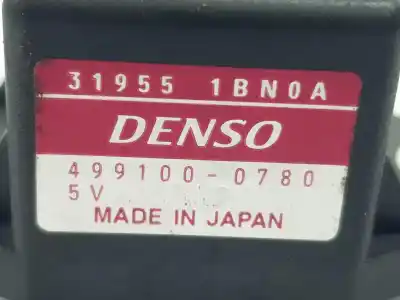 31955 1BN0A
DENSO
499100-0780
5V
MADE IN JAPAN